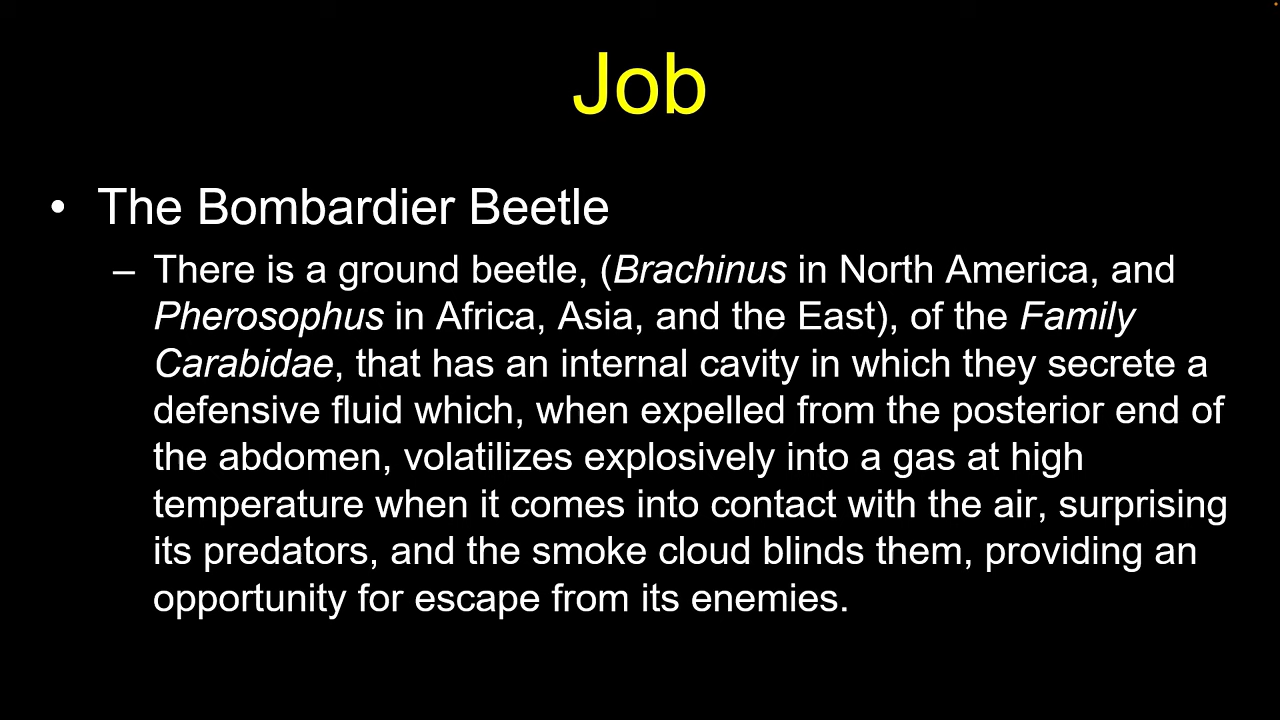 Job
• The Bombardier Beetle
– There is a ground beetle, (Brachinus in North America, and
Pherosophus in Africa, Asia, and the East), of the Family
Carabidae, that has an internal cavity in which they secrete a
defensive fluid which, when expelled from the posterior end of
the abdomen, volatilizes explosively into a gas at high
temperature when it comes into contact with the air, surprising
its predators, and the smoke cloud blinds them, providing an
opportunity for escape from its enemies.